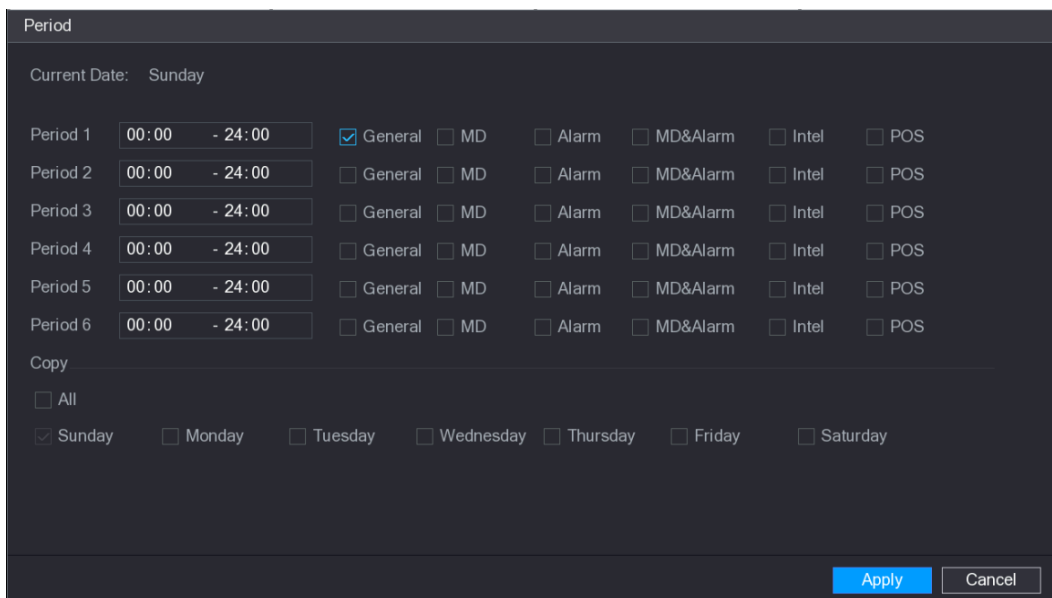 Period
Current Date: Sunday
Period 1 00:00 - 24:00 General MD Alarm MD&Alarm Intel POS
Period 2 00:00 - 24:00 General MD Alarm MD&Alarm Intel POS
Period 3 00:00 - 24:00 General MD Alarm MD&Alarm Intel POS
Period 4 00:00 - 24:00 General MD Alarm MD&Alarm Intel POS
Period 5 00:00 - 24:00 General MD Alarm MD&Alarm Intel POS
Period 6 00:00 - 24:00 General MD Alarm MD&Alarm Intel POS
Copy
All
Sunday Monday Tuesday Wednesday Thursday Friday Saturday
Apply Cancel